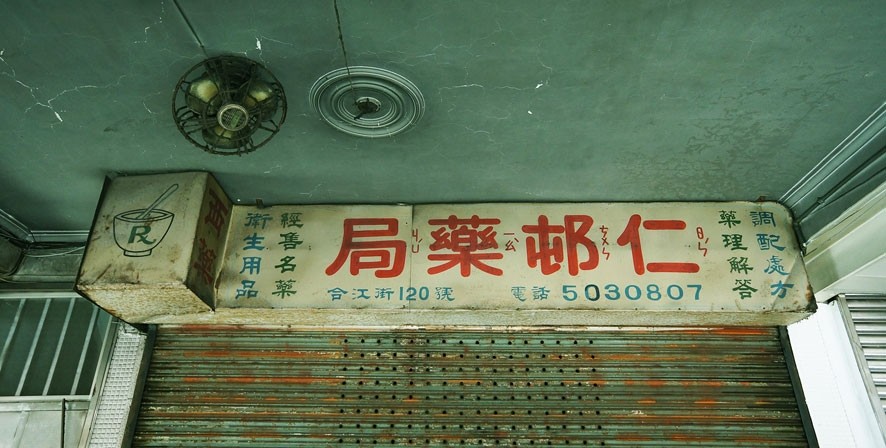 調配處方
藥理解答
仁邨藥局
經售名藥
衛生用品
合江街120號 電話 5030807
R